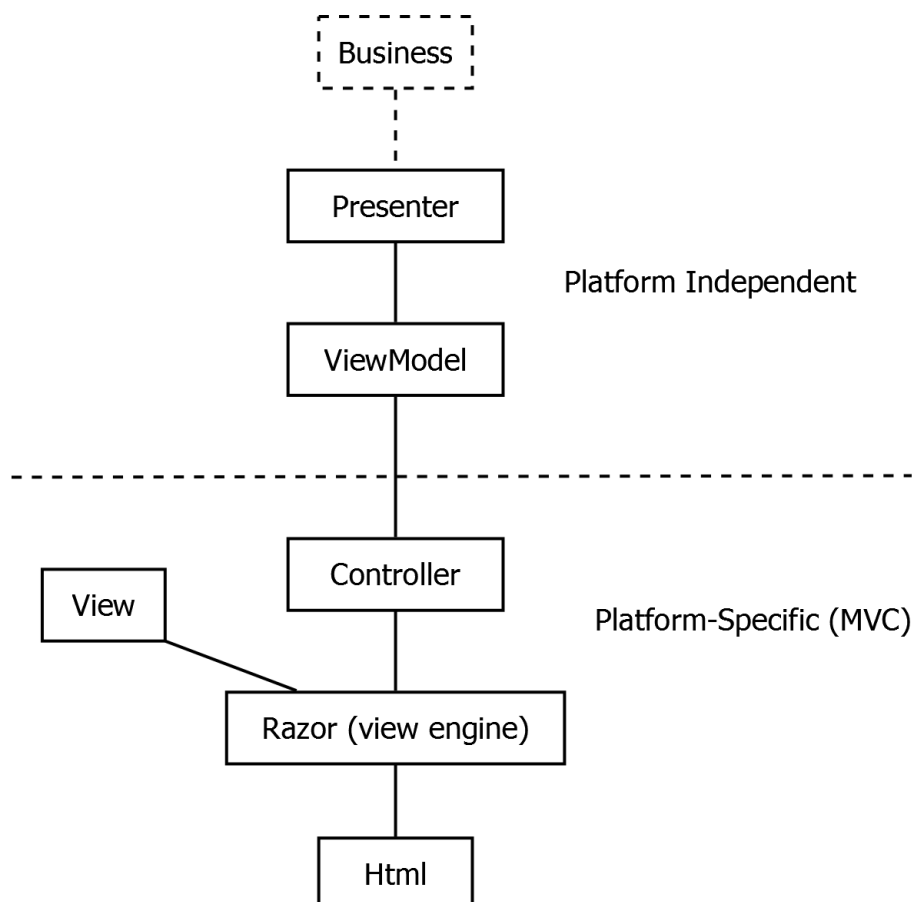 Business
Presenter
Platform Independent
ViewModel
Controller
View
Platform-Specific (MVC)
Razor (view engine)
Html